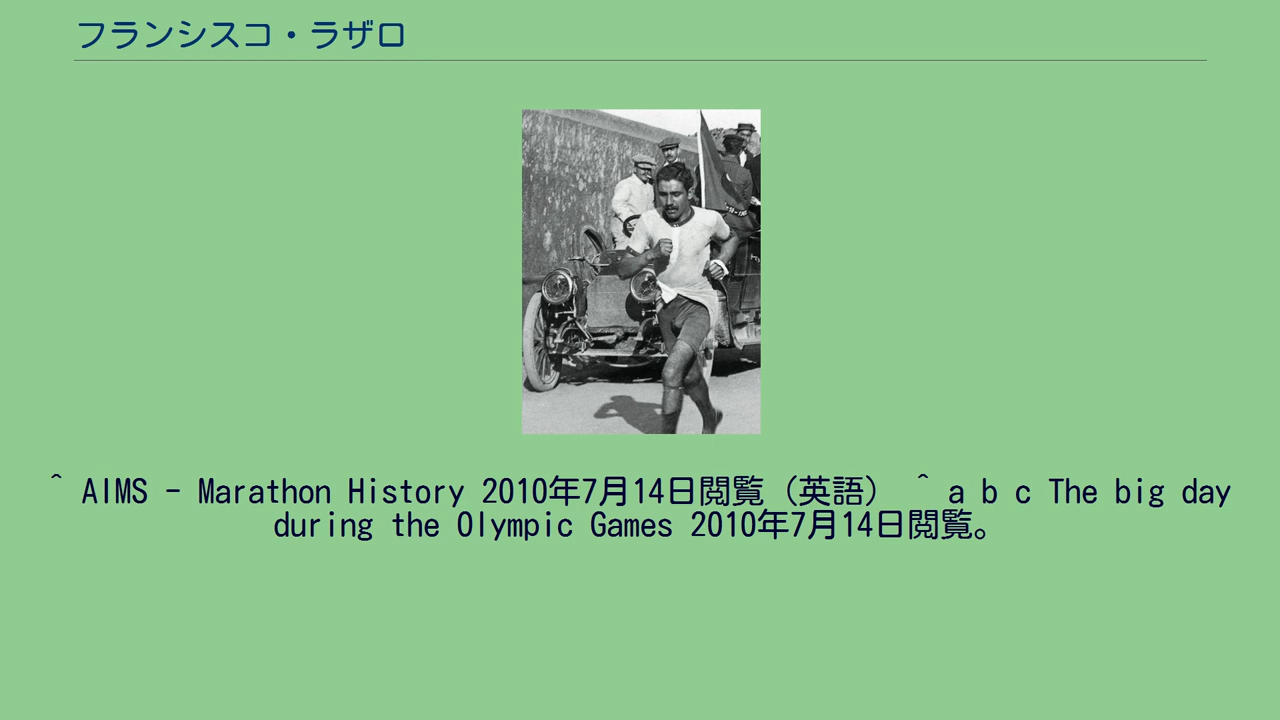 フランシスコ・ラザロ
^ AIMS - Marathon History 2010年7月14日閲覧（英語） ^ a b c The big day
during the Olympic Games 2010年7月14日閲覧。